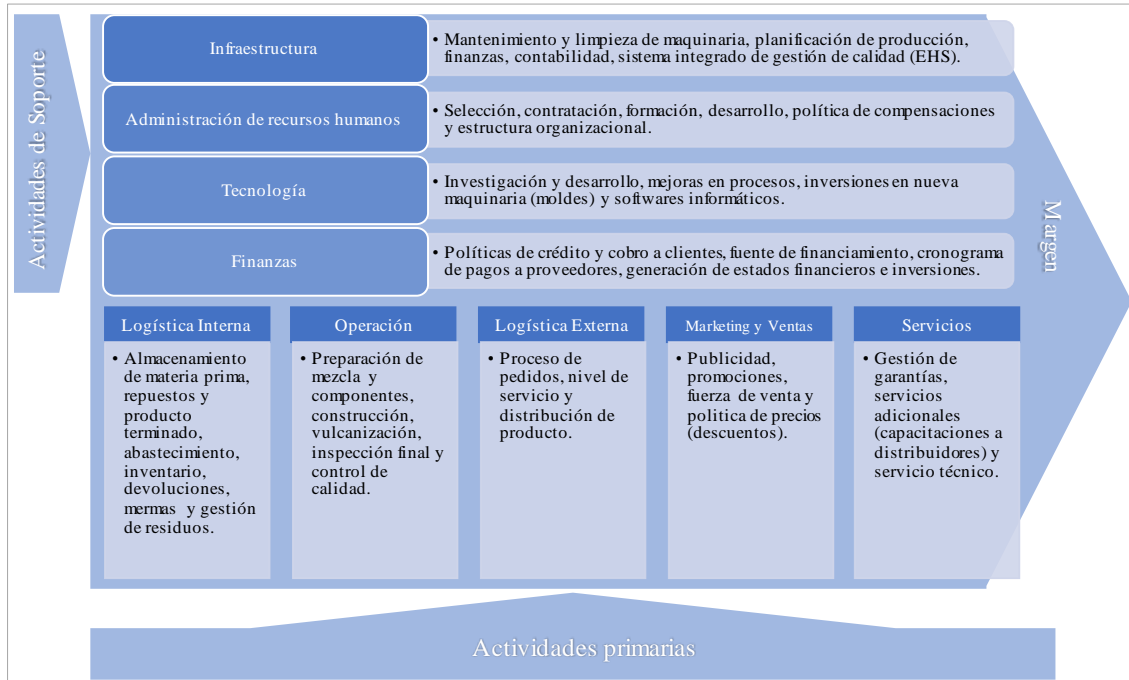 Actividades de Soporte
Infraestructura
• Mantenimiento y limpieza de maquinaria, planificación de producción,
finanzas, contabilidad, sistema integrado de gestión de calidad (EHS).
Administración de recursos humanos
• Selección, contratación, formación, desarrollo, política de compensaciones
y estructura organizacional.
Tecnología
• Investigación y desarrollo, mejoras en procesos, inversiones en nueva
maquinaria (moldes) y softwares informáticos.
Finanzas
• Políticas de crédito y cobro a clientes, fuente de financiamiento, cronograma
de pagos a proveedores, generación de estados financieros e inversiones.
Margen
Logística Interna
• Almacenamiento
de materia prima,
repuestos y
producto
terminado,
abastecimiento,
inventario,
devoluciones,
mermas y gestión
de residuos.
Operación
• Preparación de
mezcla y
componentes,
construcción,
vulcanización,
inspección final y
control de
calidad.
Logística Externa
• Proceso de
pedidos, nivel de
servicio y
distribución de
producto.
Marketing y Ventas
• Publicidad,
promociones,
fuerza de venta y
politica de precios
(descuentos).
Servicios
• Gestión de
garantías,
servicios
adicionales
(capacitaciones a
distribuidores) y
servicio técnico.
Actividades primarias